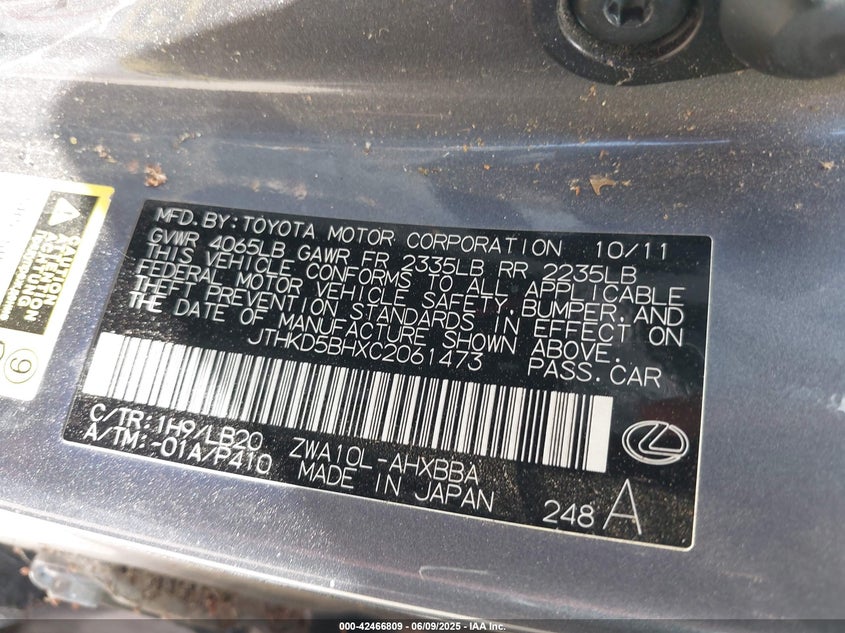 MFD. BY: TOYOTA MOTOR CORPORATION 10/11
GVWR 4065LB GAWR FR 2335LB RR 2235LB
THIS VEHICLE CONFORMS TO ALL APPLICABLE
FEDERAL MOTOR VEHICLE SAFETY, BUMPER, AND
THEFT PREVENTION STANDARDS IN EFFECT ON
THE DATE OF MANUFACTURE SHOWN ABOVE.
JTHKD5BHXC2061473 PASS. CAR
C/TR: 1H9/LB20 ZWA10L-AHXBBA
A/TM: -01A/P410 MADE IN JAPAN
248 A
CAUTION
ATTENTION
000-42466809 - 06/09/2025 - IAA Inc.